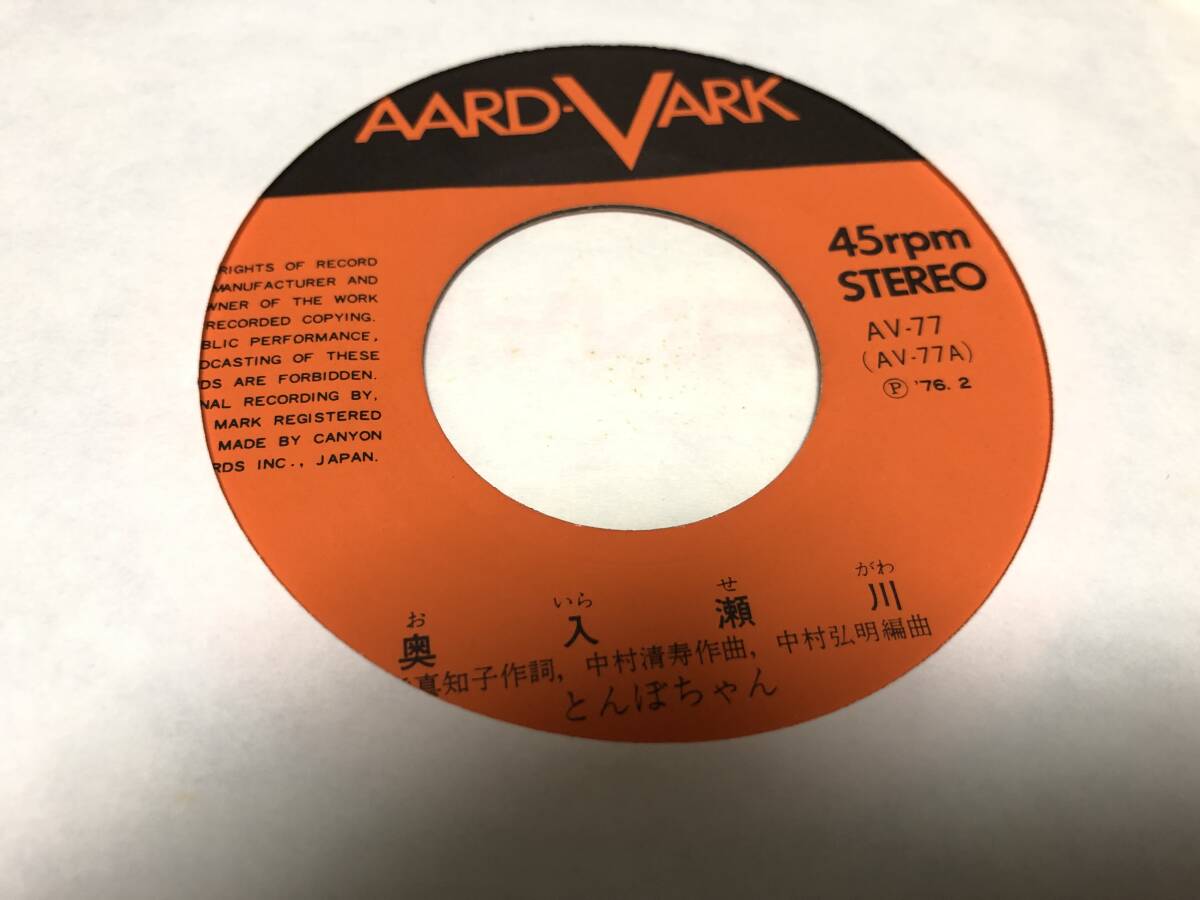 AARD-VARK
RIGHTS OF RECORD
MANUFACTURER AND
OWNER OF THE WORK
RECORDED COPYING.
BLIC PERFORMANCE,
DCASTING OF THESE
DS ARE FORBIDDEN.
NAL RECORDING BY,
MARK REGISTERED
MADE BY CANYON
RDS INC., JAPAN.
45rpm
STEREO
AV-77
(AV-77A)
Ⓟ '76. 2
お いら せ がわ
奥入瀬川
真知子作詞, 中村清寿作曲, 中村弘明編曲
とんぼちゃん